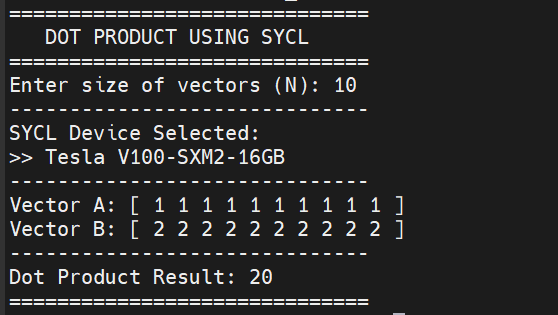 ==============================
DOT PRODUCT USING SYCL
==============================
Enter size of vectors (N): 10
------------------------------
SYCL Device Selected:
>> Tesla V100-SXM2-16GB
------------------------------
Vector A: [ 1 1 1 1 1 1 1 1 1 1 ]
Vector B: [ 2 2 2 2 2 2 2 2 2 2 ]
------------------------------
Dot Product Result: 20
==============================